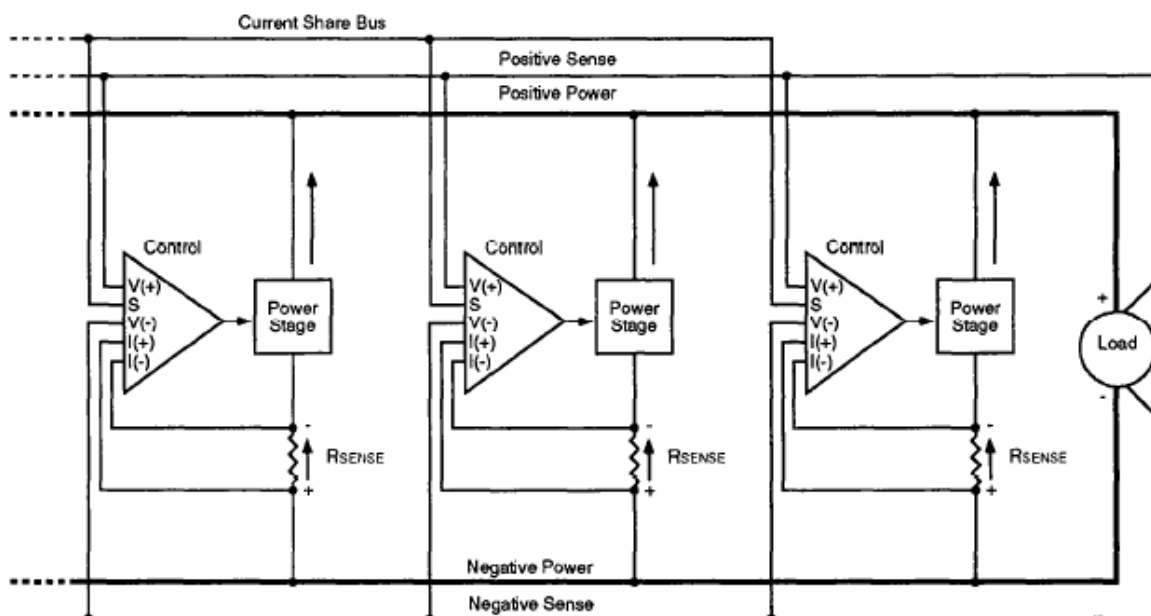 Current Share Bus
Positive Sense
Positive Power
Control
V(+)
S
V(-)
I(+)
I(-)
Power
Stage
-
RSENSE
+
Control
V(+)
S
V(-)
I(+)
I(-)
Power
Stage
-
RSENSE
+
Control
V(+)
S
V(-)
I(+)
I(-)
Power
Stage
-
RSENSE
+
+
Load
-
Negative Power
Negative Sense